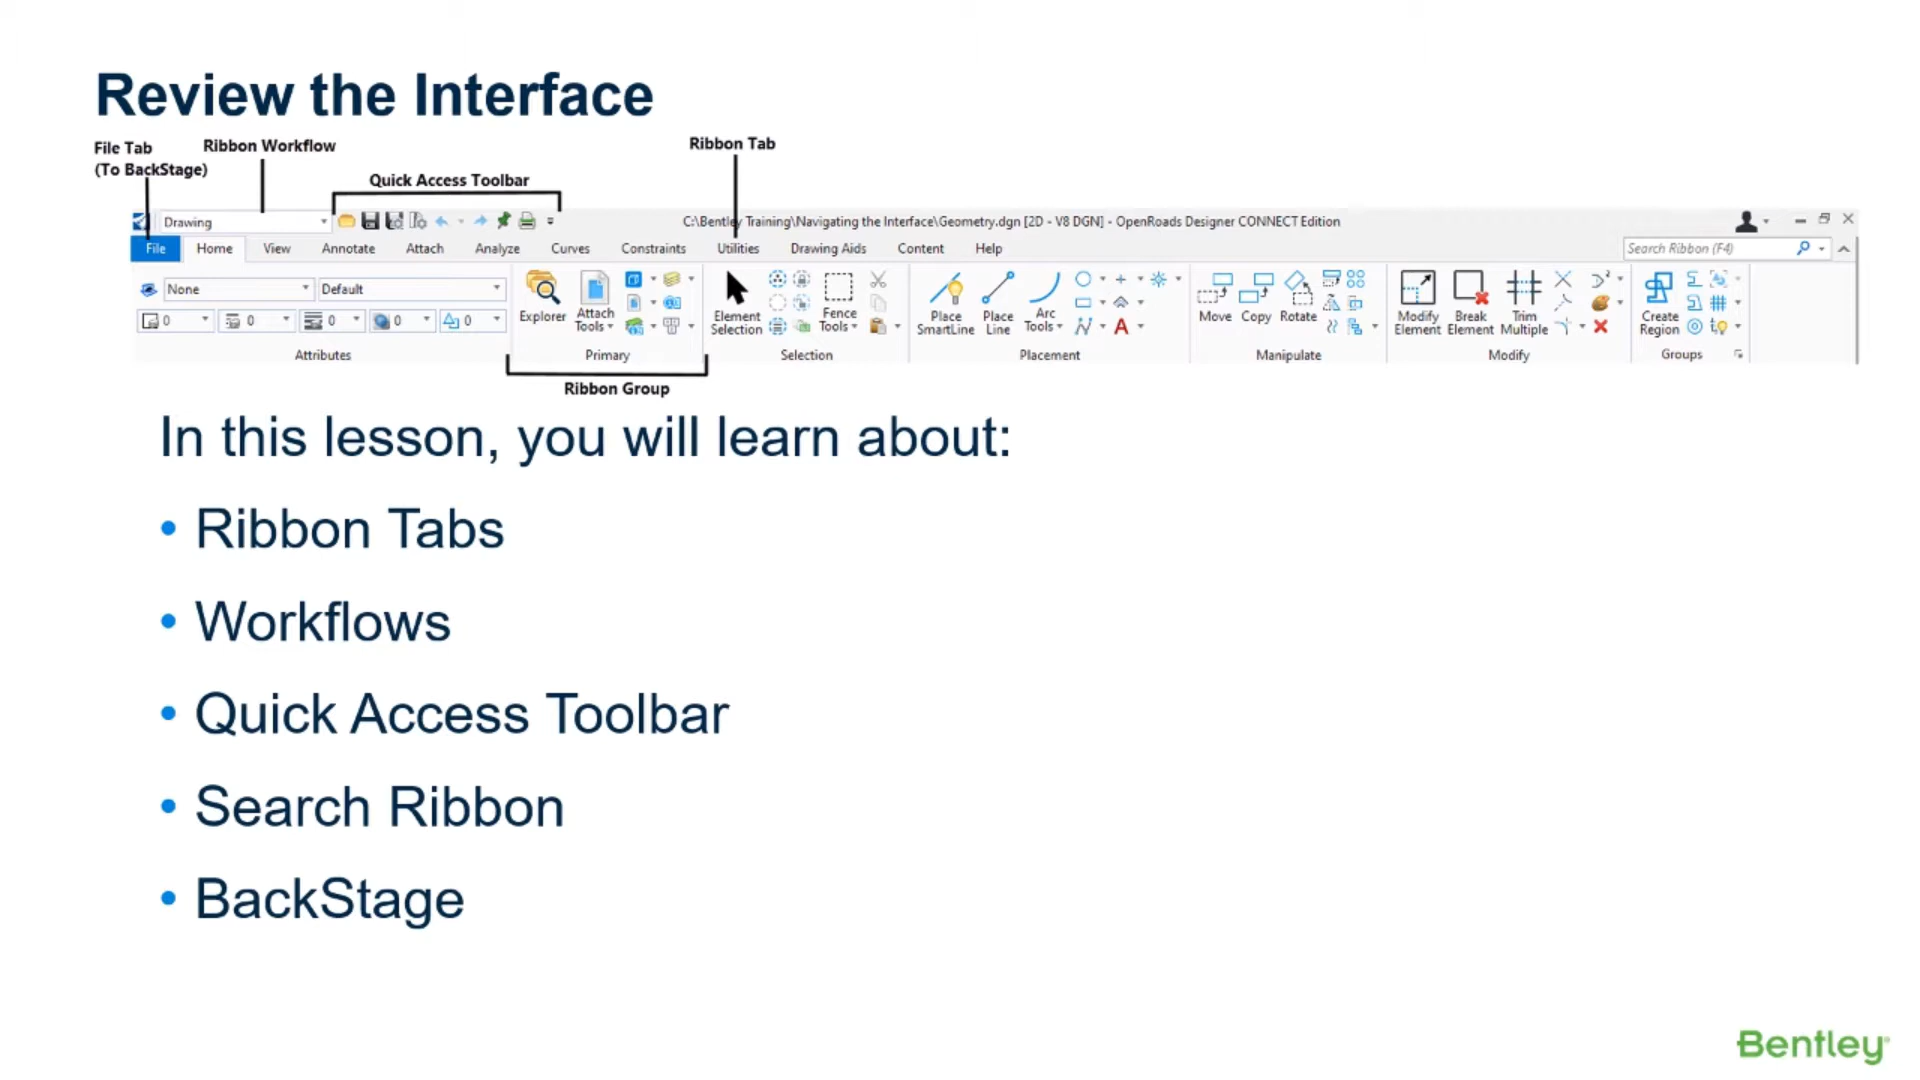 Review the Interface
File Tab
(To BackStage)
Ribbon Workflow
Quick Access Toolbar
Ribbon Tab
Drawing
C:\Bentley Training\Navigating the Interface\Geometry.dgn [2D - V8 DGN] - OpenRoads Designer CONNECT Edition
File Home View Annotate Attach Analyze Curves Constraints Utilities Drawing Aids Content Help
Search Ribbon (F4)
None
Default
0 0 0 0 0
Attributes
Explorer
Attach
Tools
Primary
Element
Selection
Fence
Tools
Selection
Place
SmartLine
Place
Line
Arc
Tools
Placement
Move
Copy
Rotate
Manipulate
Modify
Element
Break
Element
Trim
Multiple
Modify
Create
Region
Groups
Ribbon Group
In this lesson, you will learn about:
• Ribbon Tabs
• Workflows
• Quick Access Toolbar
• Search Ribbon
• BackStage
Bentley